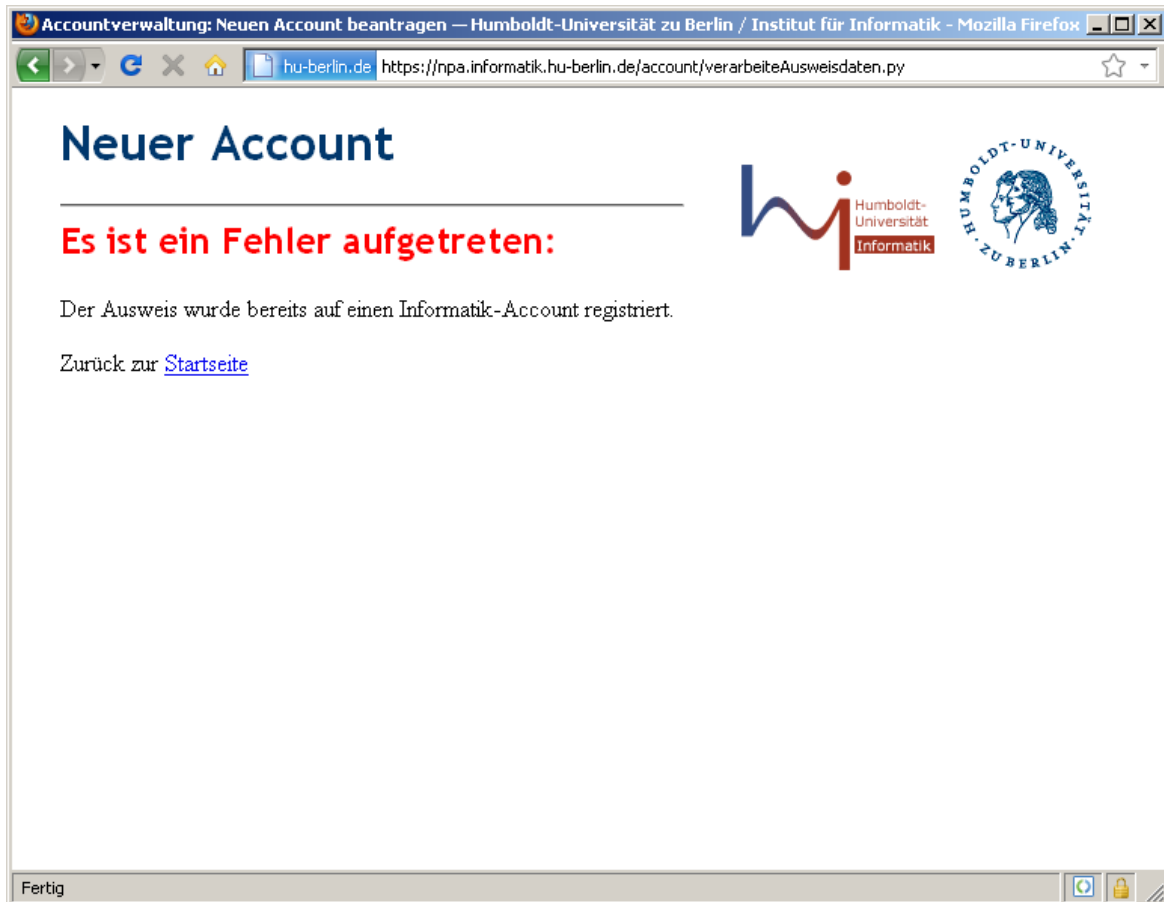 Accountverwaltung: Neuen Account beantragen — Humboldt-Universität zu Berlin / Institut für Informatik - Mozilla Firefox
hu-berlin.de https://npa.informatik.hu-berlin.de/account/verarbeiteAusweisdaten.py
Neuer Account
Es ist ein Fehler aufgetreten:
Humboldt-
Universität
Informatik
HUMBOLDT-UNIVERSITÄT · ZU BERLIN ·
Der Ausweis wurde bereits auf einen Informatik-Account registriert.
Zurück zur Startseite
Fertig